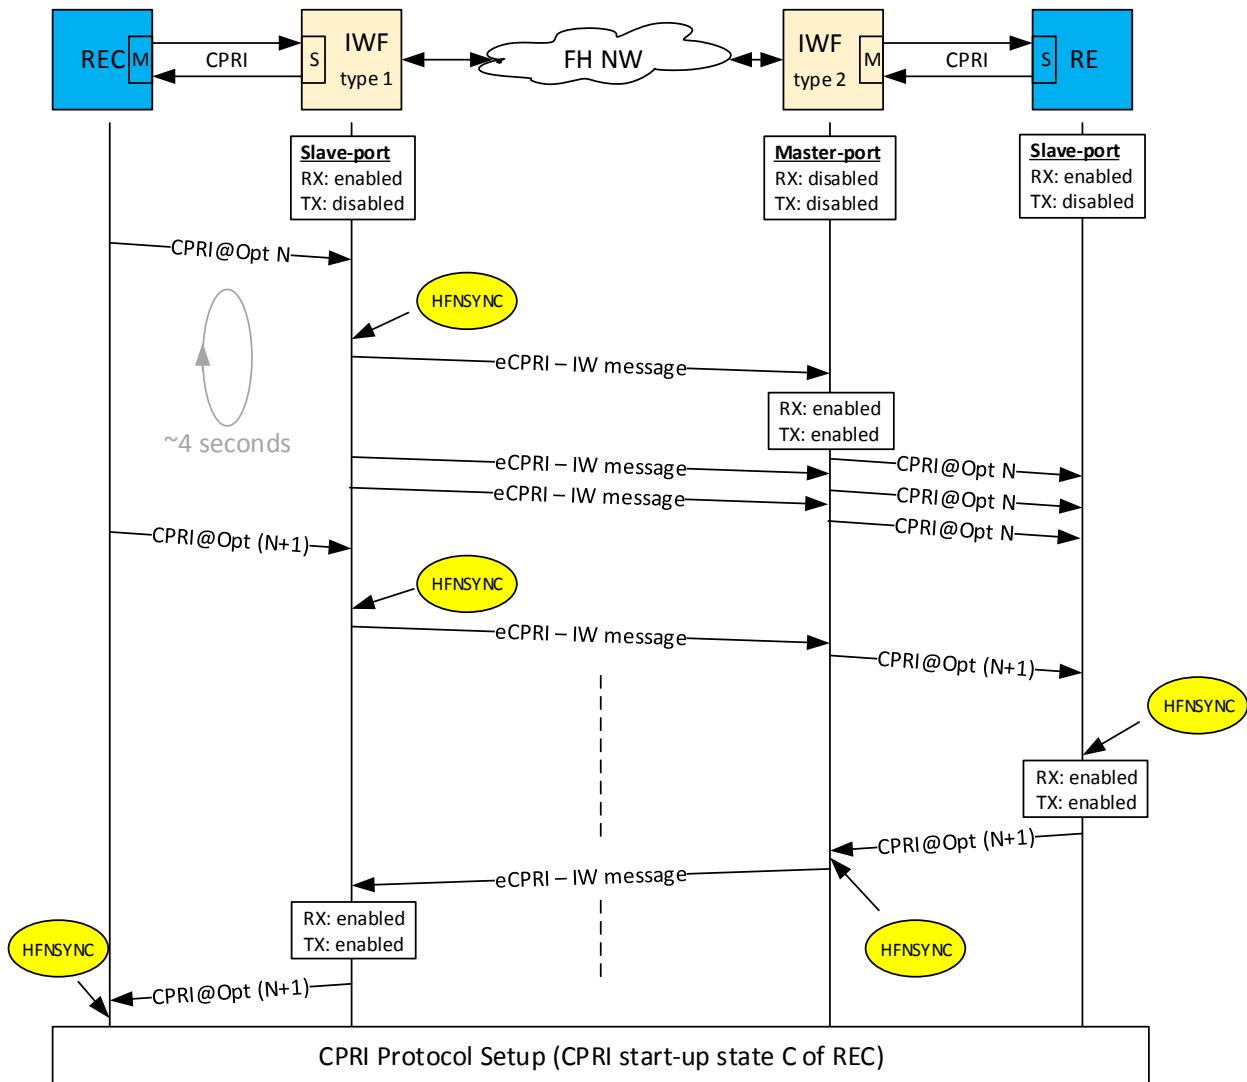 REC
M
CPRI
S
IWF
type 1
FH NW
IWF
type 2
M
CPRI
S
RE
Slave-port
RX: enabled
TX: disabled
Master-port
RX: disabled
TX: disabled
Slave-port
RX: enabled
TX: disabled
CPRI@Opt N
HFNSYNC
eCPRI – IW message
~4 seconds
RX: enabled
TX: enabled
eCPRI – IW message
CPRI@Opt N
eCPRI – IW message
CPRI@Opt N
CPRI@Opt N
CPRI@Opt (N+1)
HFNSYNC
eCPRI – IW message
CPRI@Opt (N+1)
HFNSYNC
RX: enabled
TX: enabled
CPRI@Opt (N+1)
eCPRI – IW message
RX: enabled
TX: enabled
HFNSYNC
HFNSYNC
CPRI@Opt (N+1)
CPRI Protocol Setup (CPRI start-up state C of REC)